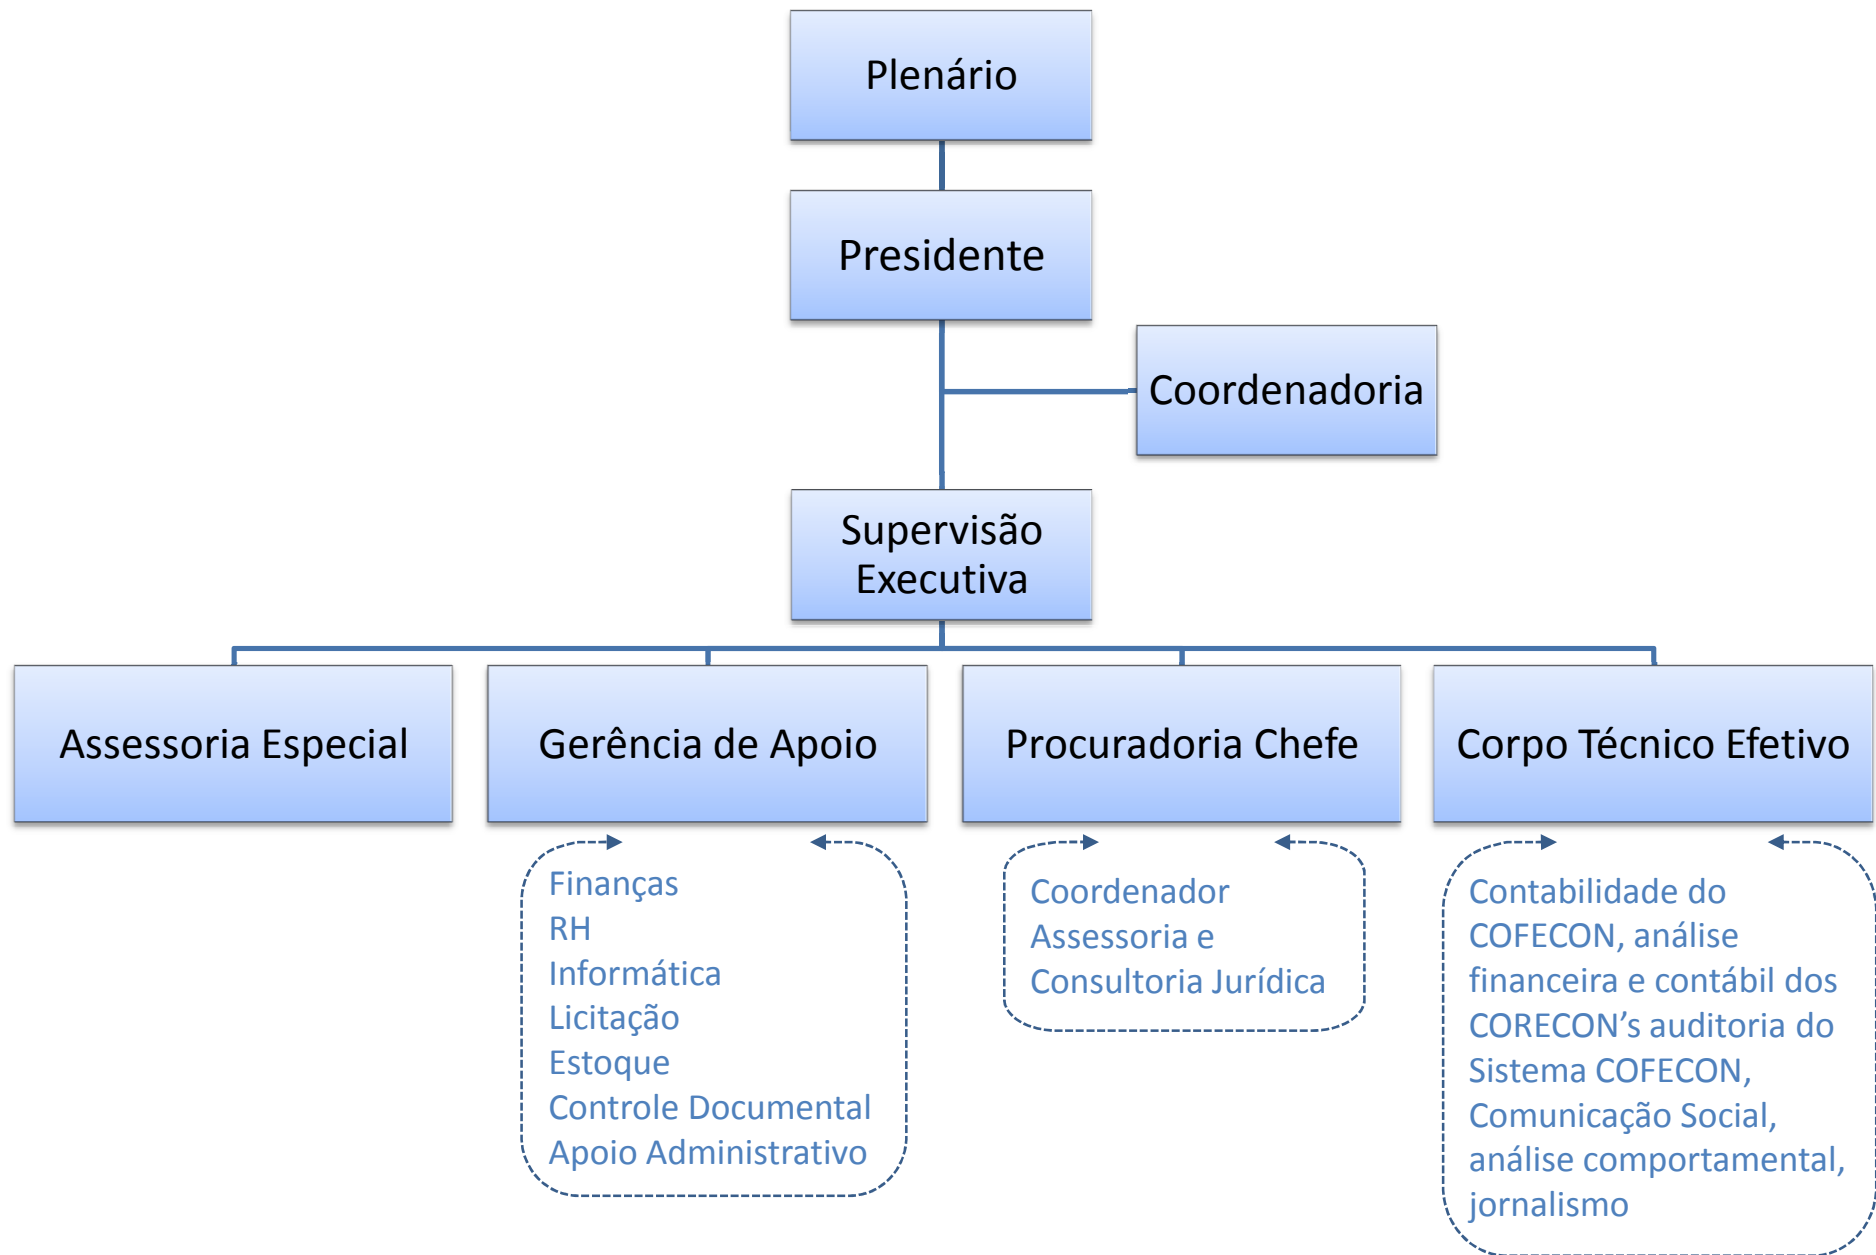 Plenário
Presidente
Coordenadoria
Supervisão
Executiva
Assessoria Especial
Gerência de Apoio
Procuradoria Chefe
Corpo Técnico Efetivo
Finanças
RH
Informática
Licitação
Estoque
Controle Documental
Apoio Administrativo
Coordenador
Assessoria e
Consultoria Jurídica
Contabilidade do
COFECON, análise
financeira e contábil dos
CORECON’s auditoria do
Sistema COFECON,
Comunicação Social,
análise comportamental,
jornalismo